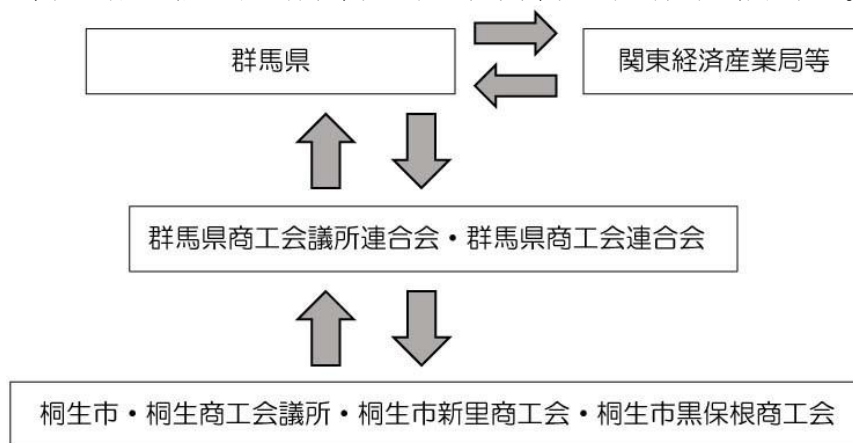 群馬県
関東経済産業局等
群馬県商工会議所連合会・群馬県商工会連合会
桐生市・桐生商工会議所・桐生市新里商工会・桐生市黒保根商工会